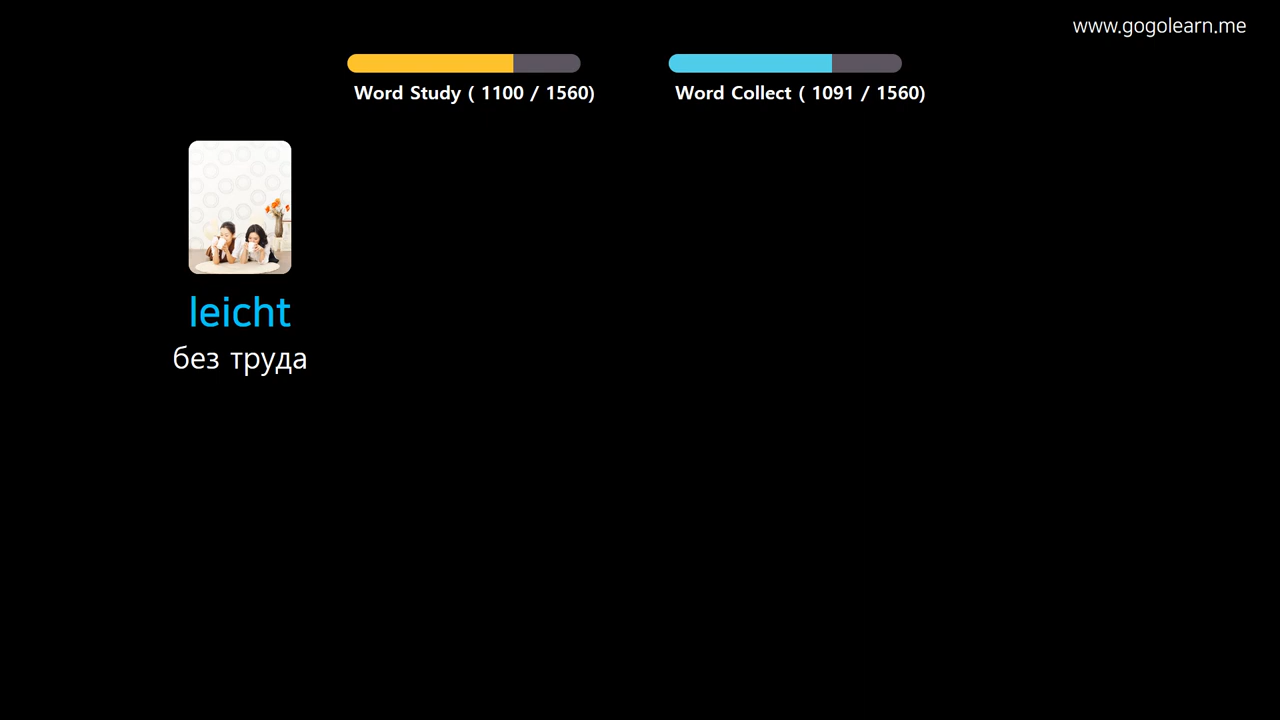 www.gogolearn.me
Word Study ( 1100 / 1560)
Word Collect ( 1091 / 1560)
leicht
без труда